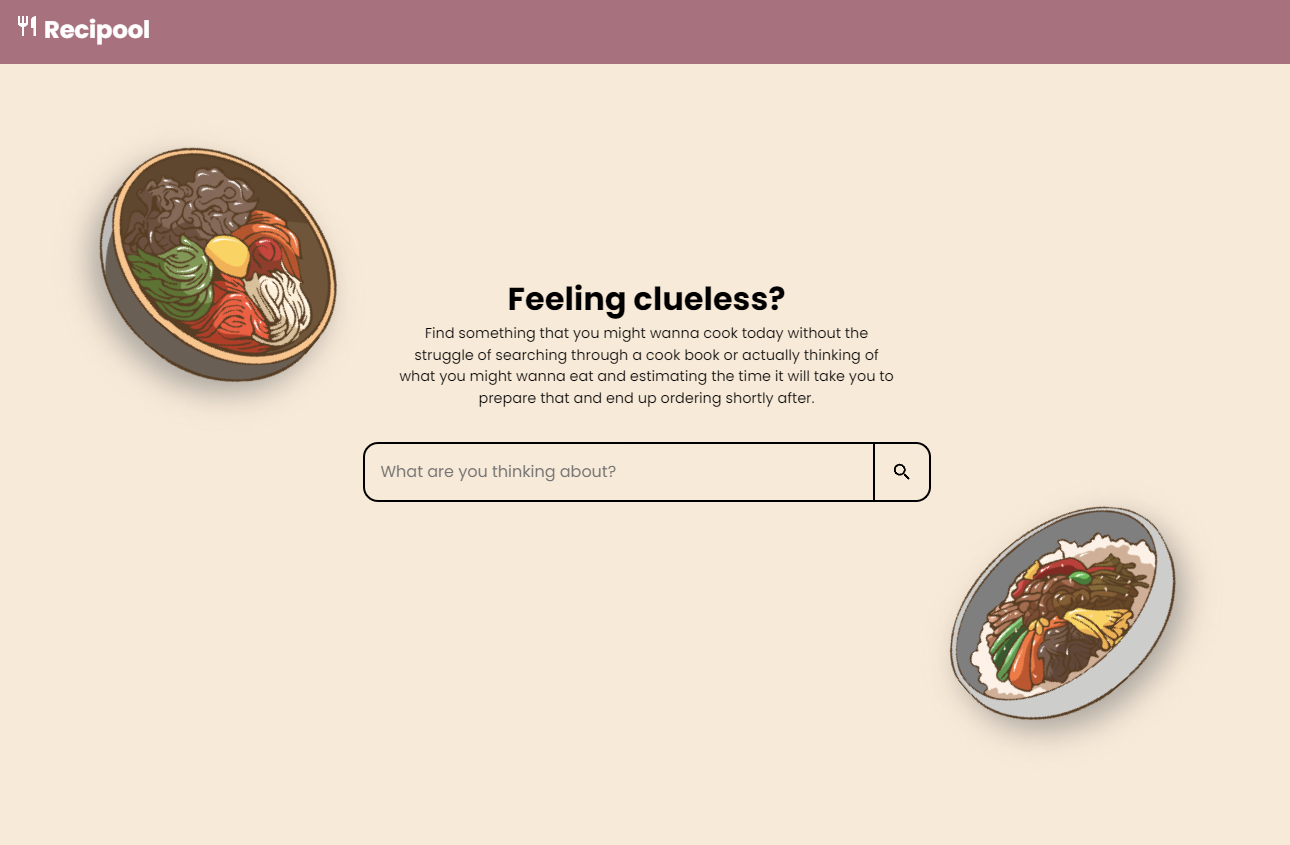 Recipool
Feeling clueless?
Find something that you might wanna cook today without the
struggle of searching through a cook book or actually thinking of
what you might wanna eat and estimating the time it will take you to
prepare that and end up ordering shortly after.
What are you thinking about?